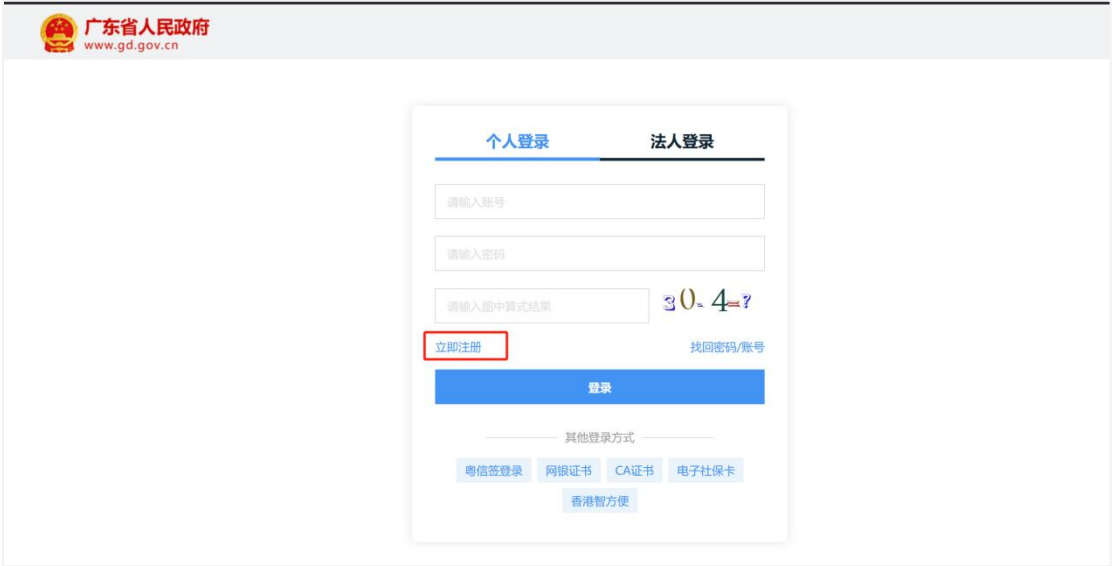 广东省人民政府
www.gd.gov.cn
个人登录 法人登录
请输入账号
请输入密码
请输入图中算式结果 30-4=?
立即注册 找回密码/账号
登录
其他登录方式
粤信签登录 网银证书 CA证书 电子社保卡
香港智方便